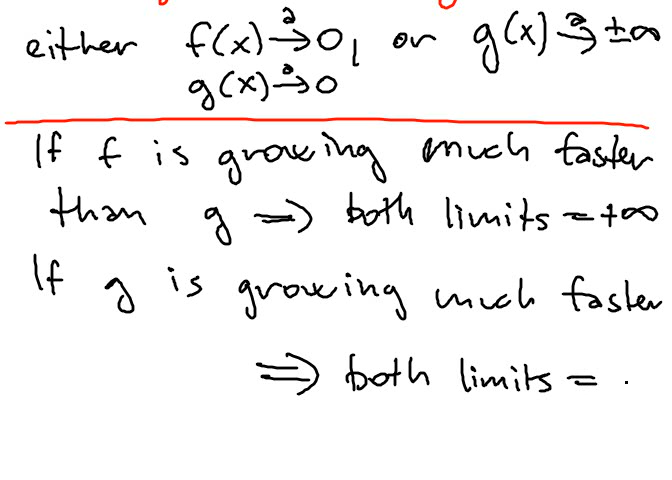 either f(x) →ᵃ 0, or g(x) →ᵃ ±∞
g(x) →ᵃ 0
If f is growing much faster
than g ⇒ both limits = +∞
If g is growing much faster
⇒ both limits = .